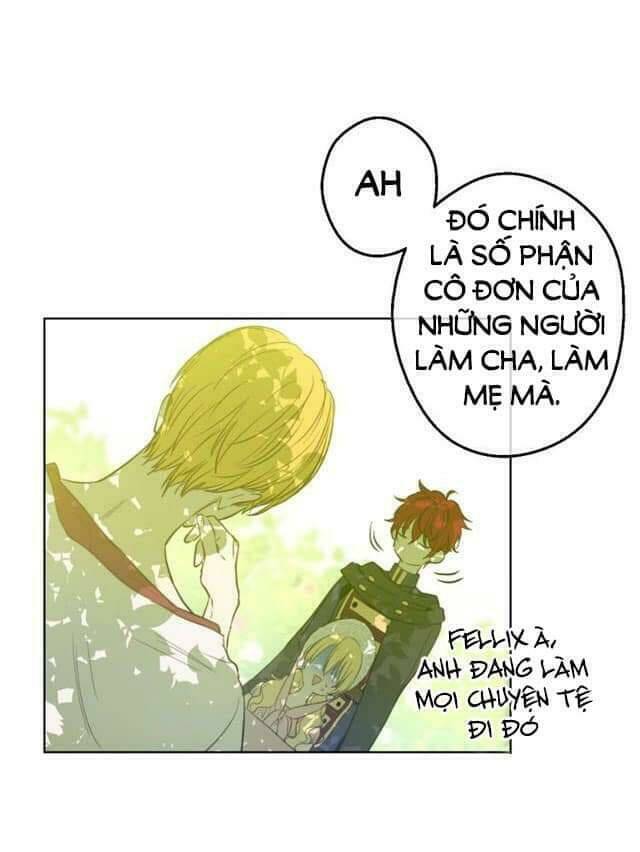 AH
ĐÓ CHÍNH
LÀ SỐ PHẬN
CÔ ĐƠN CỦA
NHỮNG NGƯỜI
LÀM CHA, LÀM
MẸ MÀ.
FELLIX À,
ANH ĐANG LÀM
MỌI CHUYỆN TỆ
ĐI ĐÓ